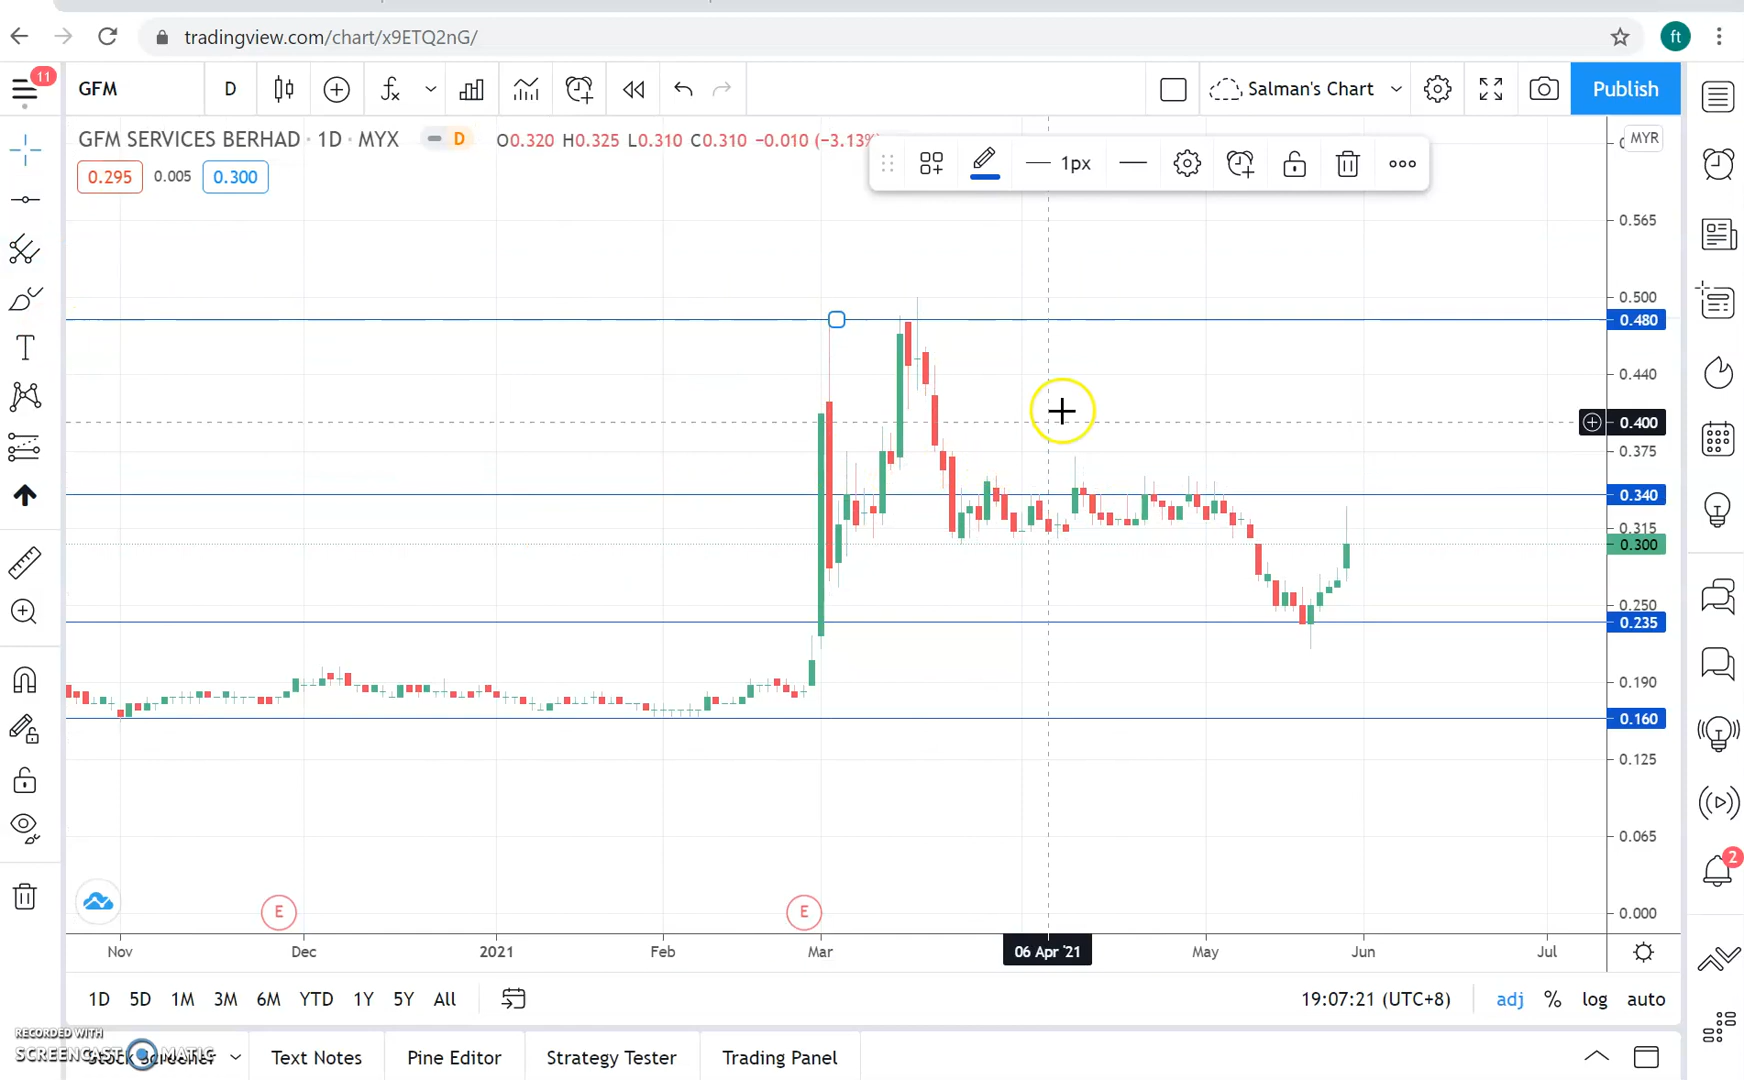 tradingview.com/chart/x9ETQ2nG/
ft
11
GFM
D
Salman's Chart
Publish
GFM SERVICES BERHAD · 1D · MYX
D
O0.320 H0.325 L0.310 C0.310 −0.010 (−3.13%
MYR
0.295
0.005
0.300
1px
0.565
0.500
0.480
0.440
0.400
0.375
0.340
0.315
0.300
0.250
0.235
0.190
0.160
0.125
0.065
0.000
2
E
E
Nov
Dec
2021
Feb
Mar
06 Apr '21
May
Jun
Jul
1D 5D 1M 3M 6M YTD 1Y 5Y All
19:07:21 (UTC+8)
adj % log auto
RECORDED WITH
SCREENCAST MATIC
Text Notes
Pine Editor
Strategy Tester
Trading Panel